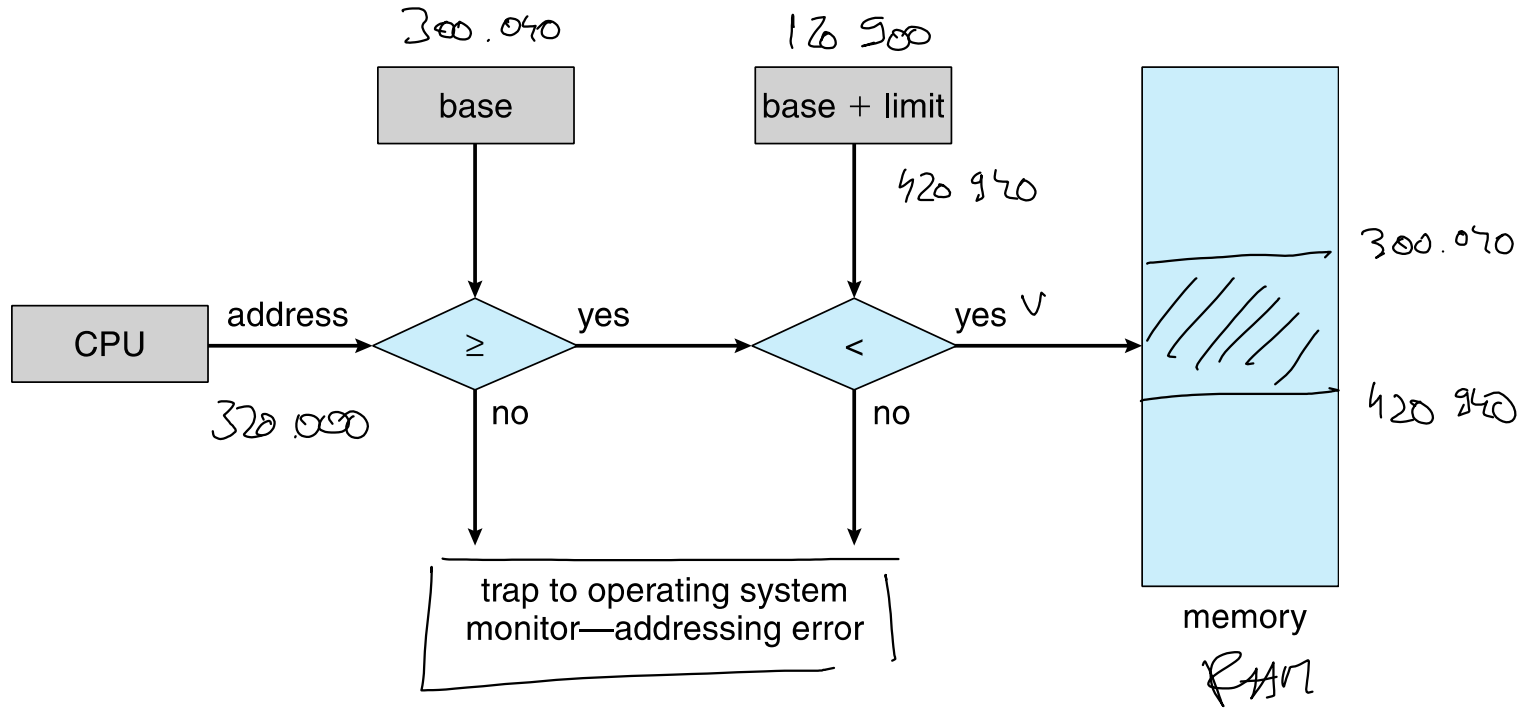 300.040
120 900
base
base + limit
420 940
300.040
CPU
address
≥
yes
<
yes v
320.000
no
no
420 940
trap to operating system
monitor—addressing error
memory
RAM